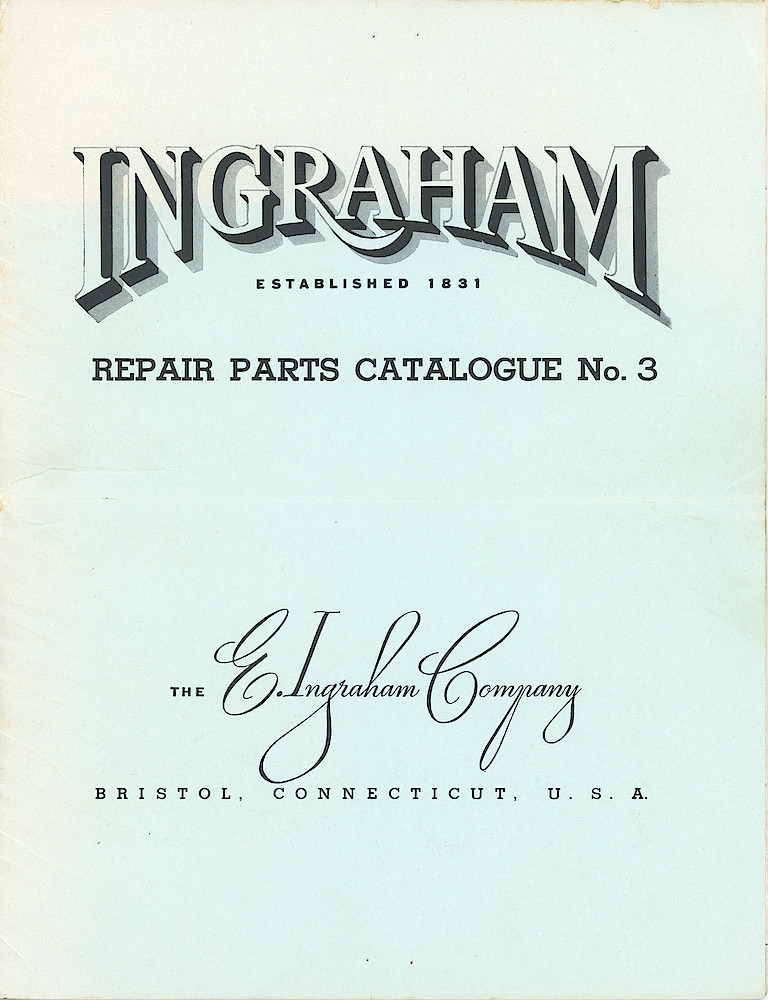 INGRAHAM
ESTABLISHED 1831
REPAIR PARTS CATALOGUE No. 3
THE E. Ingraham Company
BRISTOL, CONNECTICUT, U. S. A.